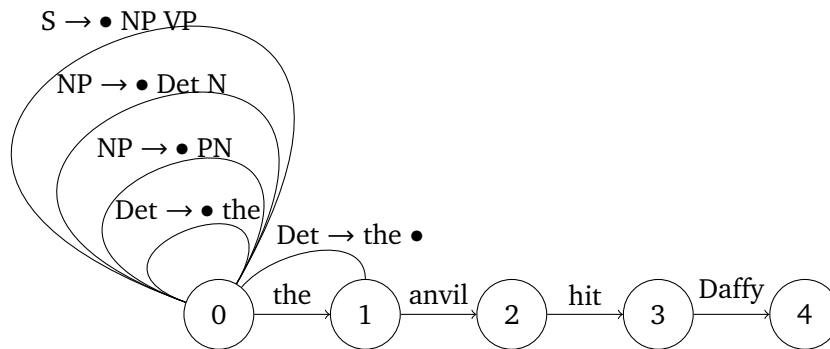 S → • NP VP
NP → • Det N
NP → • PN
Det → • the
Det → the •
the anvil hit Daffy
0 1 2 3 4